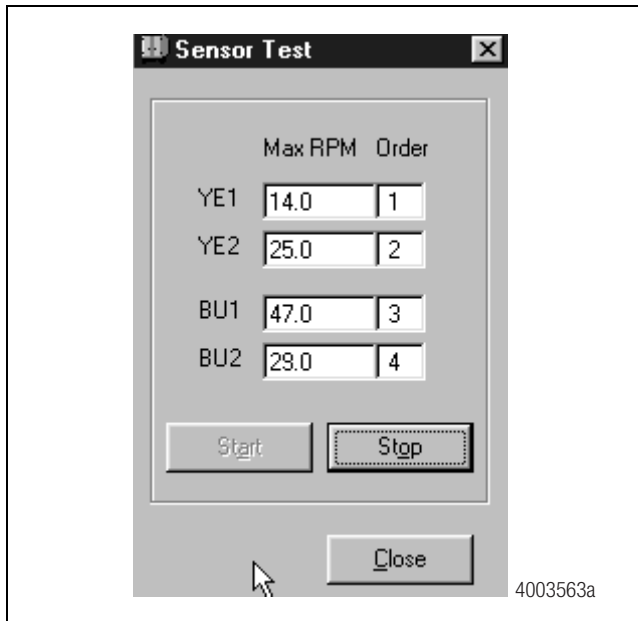 Sensor Test
Max RPM Order
YE1 14.0 1
YE2 25.0 2
BU1 47.0 3
BU2 29.0 4
Start Stop
Close
4003563a